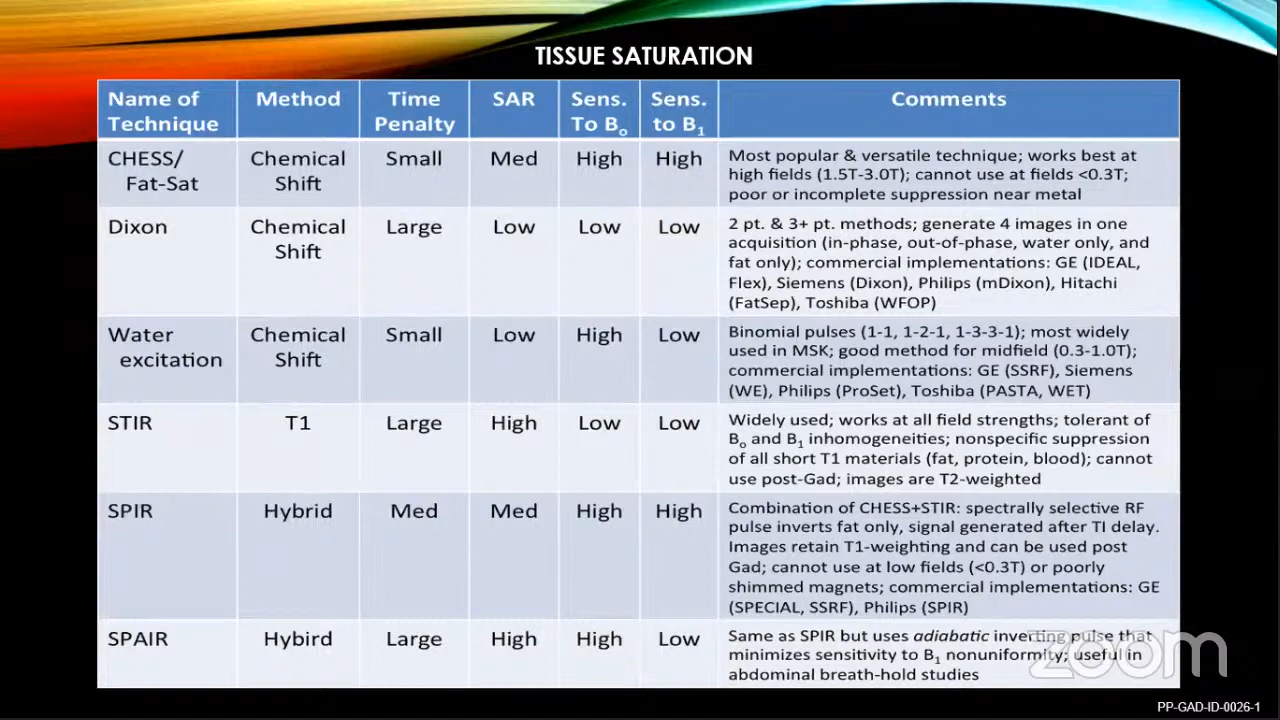 TISSUE SATURATION
Name of
Technique
Method
Time
Penalty
SAR
Sens.
To Bo
Sens.
to B1
Comments
CHESS/
Fat-Sat
Chemical
Shift
Small
Med
High
High
Most popular & versatile technique; works best at
high fields (1.5T-3.0T); cannot use at fields <0.3T;
poor or incomplete suppression near metal
Dixon
Chemical
Shift
Large
Low
Low
Low
2 pt. & 3+ pt. methods; generate 4 images in one
acquisition (in-phase, out-of-phase, water only, and
fat only); commercial implementations: GE (IDEAL,
Flex), Siemens (Dixon), Philips (mDixon), Hitachi
(FatSep), Toshiba (WFOP)
Water
excitation
Chemical
Shift
Small
Low
High
Low
Binomial pulses (1-1, 1-2-1, 1-3-3-1); most widely
used in MSK; good method for midfield (0.3-1.0T);
commercial implementations: GE (SSRF), Siemens
(WE), Philips (ProSet), Toshiba (PASTA, WET)
STIR
T1
Large
High
Low
Low
Widely used; works at all field strengths; tolerant of
Bo and B1 inhomogeneities; nonspecific suppression
of all short T1 materials (fat, protein, blood); cannot
use post-Gad; images are T2-weighted
SPIR
Hybrid
Med
Med
High
High
Combination of CHESS+STIR: spectrally selective RF
pulse inverts fat only, signal generated after TI delay.
Images retain T1-weighting and can be used post
Gad; cannot use at low fields (<0.3T) or poorly
shimmed magnets; commercial implementations: GE
(SPECIAL, SSRF), Philips (SPIR)
SPAIR
Hybird
Large
High
High
Low
Same as SPIR but uses adiabatic inverting pulse that
minimizes sensitivity to B1 nonuniformity; useful in
abdominal breath-hold studies
zoom
PP-GAD-ID-0026-1